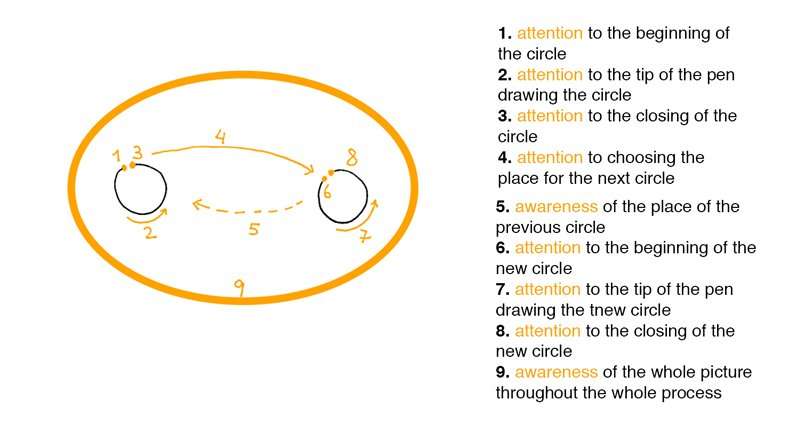 1 3
4
8
6
2
5
7
9
1. attention to the beginning of
the circle
2. attention to the tip of the pen
drawing the circle
3. attention to the closing of the
circle
4. attention to choosing the
place for the next circle
5. awareness of the place of the
previous circle
6. attention to the beginning of the
new circle
7. attention to the tip of the pen
drawing the tnew circle
8. attention to the closing of the
new circle
9. awareness of the whole picture
throughout the whole process